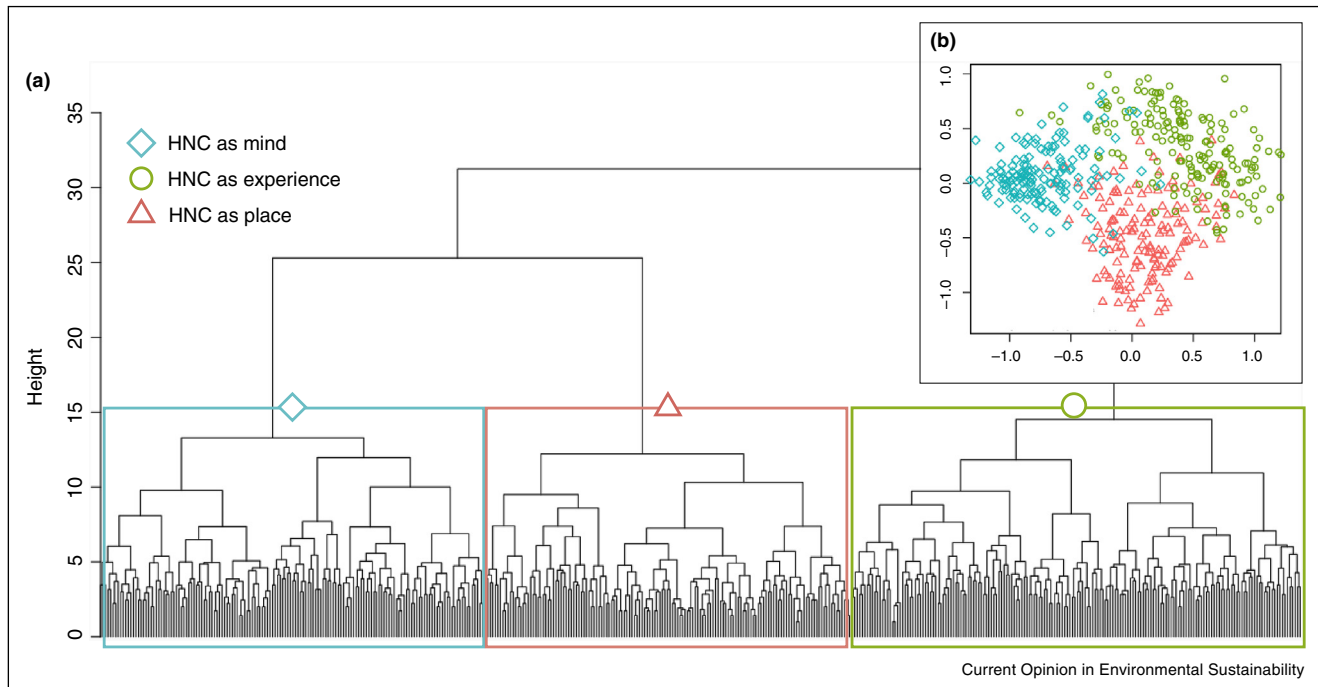 (a)
Height
35
30
25
20
15
10
5
0
HNC as mind
HNC as experience
HNC as place
(b)
1.0
0.5
0.0
−0.5
−1.0
−1.0 −0.5 0.0 0.5 1.0
Current Opinion in Environmental Sustainability